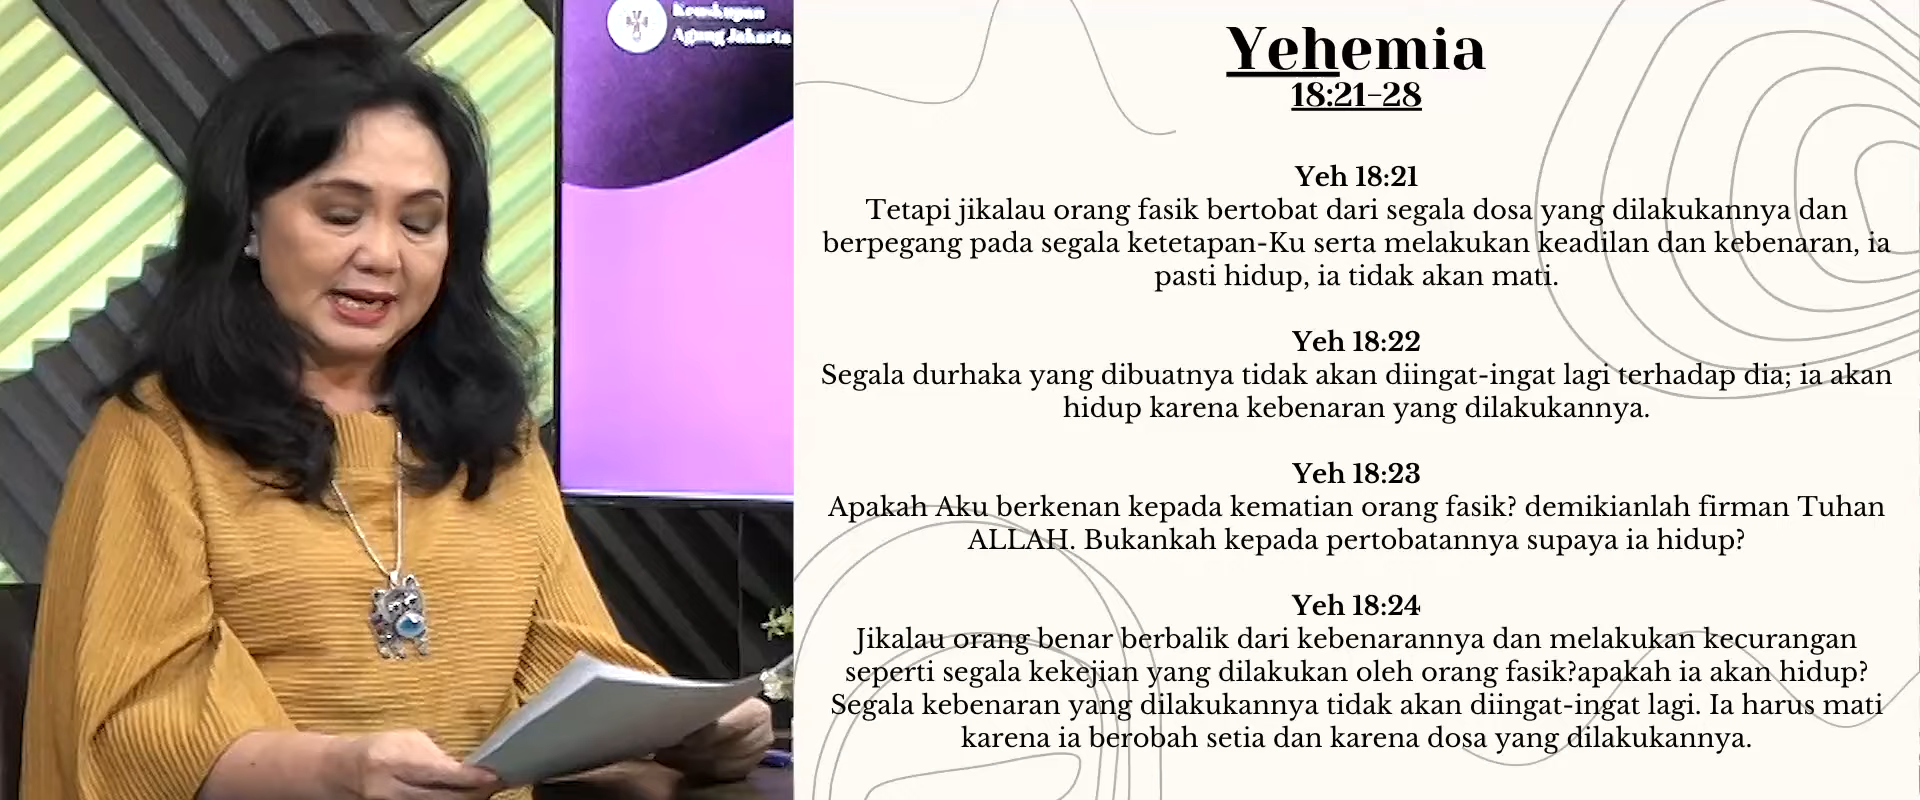 Keuskupan
Agung Jakarta
Yehemia
18:21-28
Yeh 18:21
Tetapi jikalau orang fasik bertobat dari segala dosa yang dilakukannya dan
berpegang pada segala ketetapan-Ku serta melakukan keadilan dan kebenaran, ia
pasti hidup, ia tidak akan mati.
Yeh 18:22
Segala durhaka yang dibuatnya tidak akan diingat-ingat lagi terhadap dia; ia akan
hidup karena kebenaran yang dilakukannya.
Yeh 18:23
Apakah Aku berkenan kepada kematian orang fasik? demikianlah firman Tuhan
ALLAH. Bukankah kepada pertobatannya supaya ia hidup?
Yeh 18:24
Jikalau orang benar berbalik dari kebenarannya dan melakukan kecurangan
seperti segala kekejian yang dilakukan oleh orang fasik?apakah ia akan hidup?
Segala kebenaran yang dilakukannya tidak akan diingat-ingat lagi. Ia harus mati
karena ia berobah setia dan karena dosa yang dilakukannya.